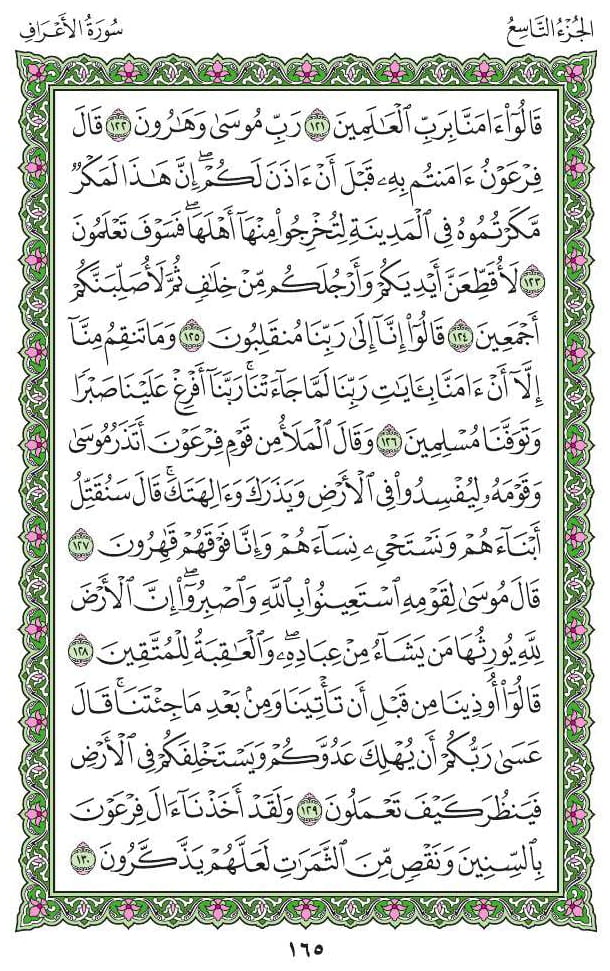 الجُزْءُ التَّاسِعُ
سُورَةُ الأَعْرَافِ
قَالُوٓاْ ءَامَنَّا بِرَبِّ ٱلْعَـٰلَمِينَ ١٢١ رَبِّ مُوسَىٰ وَهَـٰرُونَ ١٢٢ قَالَ
فِرْعَوْنُ ءَامَنتُم بِهِۦ قَبْلَ أَنْ ءَاذَنَ لَكُمْ ۖ إِنَّ هَـٰذَا لَمَكْرٌ
مَّكَرْتُمُوهُ فِى ٱلْمَدِينَةِ لِتُخْرِجُواْ مِنْهَآ أَهْلَهَا ۖ فَسَوْفَ تَعْلَمُونَ
١٢٣ لَأُقَطِّعَنَّ أَيْدِيَكُمْ وَأَرْجُلَكُم مِّنْ خِلَـٰفٍ ثُمَّ لَأُصَلِّبَنَّكُمْ
أَجْمَعِينَ ١٢٤ قَالُوٓاْ إِنَّآ إِلَىٰ رَبِّنَا مُنقَلِبُونَ ١٢٥ وَمَا تَنقِمُ مِنَّآ
إِلَّآ أَنْ ءَامَنَّا بِـَٔايَـٰتِ رَبِّنَا لَمَّا جَآءَتْنَا ۚ رَبَّنَآ أَفْرِغْ عَلَيْنَا صَبْرًا
وَتَوَفَّنَا مُسْلِمِينَ ١٢٦ وَقَالَ ٱلْمَلَأُ مِن قَوْمِ فِرْعَوْنَ أَتَذَرُ مُوسَىٰ
وَقَوْمَهُۥ لِيُفْسِدُواْ فِى ٱلْأَرْضِ وَيَذَرَكَ وَءَالِهَتَكَ ۚ قَالَ سَنُقَتِّلُ
أَبْنَآءَهُمْ وَنَسْتَحْىِۦ نِسَآءَهُمْ وَإِنَّا فَوْقَهُمْ قَـٰهِرُونَ ١٢٧
قَالَ مُوسَىٰ لِقَوْمِهِ ٱسْتَعِينُواْ بِٱللَّهِ وَٱصْبِرُوٓاْ ۖ إِنَّ ٱلْأَرْضَ
لِلَّهِ يُورِثُهَا مَن يَشَآءُ مِنْ عِبَادِهِۦ ۖ وَٱلْعَـٰقِبَةُ لِلْمُتَّقِينَ ١٢٨
قَالُوٓاْ أُوذِينَا مِن قَبْلِ أَن تَأْتِيَنَا وَمِنۢ بَعْدِ مَا جِئْتَنَا ۚ قَالَ
عَسَىٰ رَبُّكُمْ أَن يُهْلِكَ عَدُوَّكُمْ وَيَسْتَخْلِفَكُمْ فِى ٱلْأَرْضِ
فَيَنظُرَ كَيْفَ تَعْمَلُونَ ١٢٩ وَلَقَدْ أَخَذْنَآ ءَالَ فِرْعَوْنَ
بِٱلسِّنِينَ وَنَقْصٍ مِّنَ ٱلثَّمَرَٰتِ لَعَلَّهُمْ يَذَّكَّرُونَ ١٣٠
١٦٥